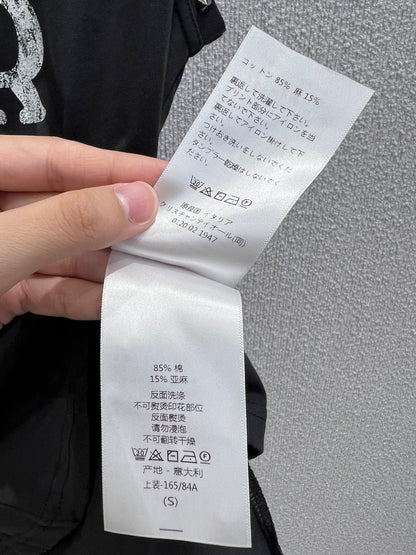 コットン 85% 麻 15%
裏返して洗濯して下さい。
プリント部分にアイロンを当
てないで下さい。
裏返してアイロン掛けして下
さい。
つけおき洗いをしないでくだ
さい。
タンブラー乾燥はしないでく
ださい。
原産国 イタリア
クリスチャンディオール(同)
0120 02 1947
85% 棉
15% 亚麻
反面洗涤
不可熨烫印花部位
反面熨烫
请勿浸泡
不可翻转干燥
产地 - 意大利
上装-165/84A
(S)